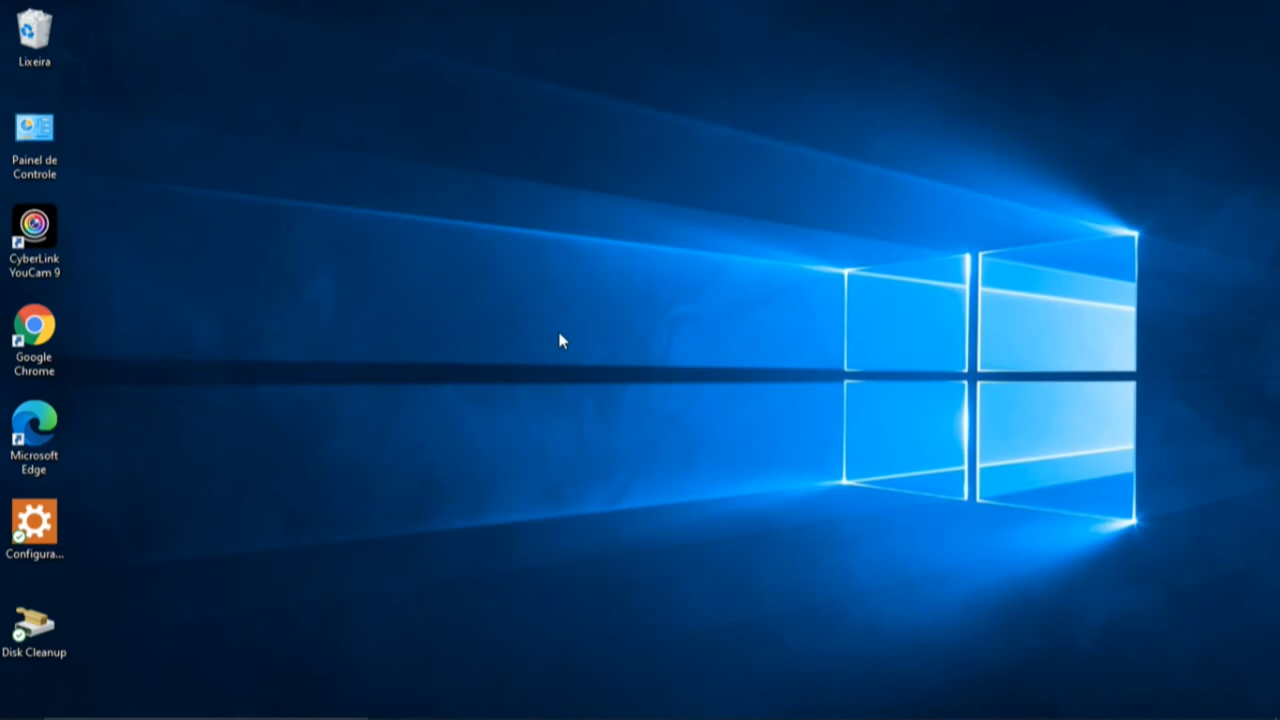 Lixeira
Painel de
Controle
CyberLink
YouCam 9
Google
Chrome
Microsoft
Edge
Configura...
Disk Cleanup